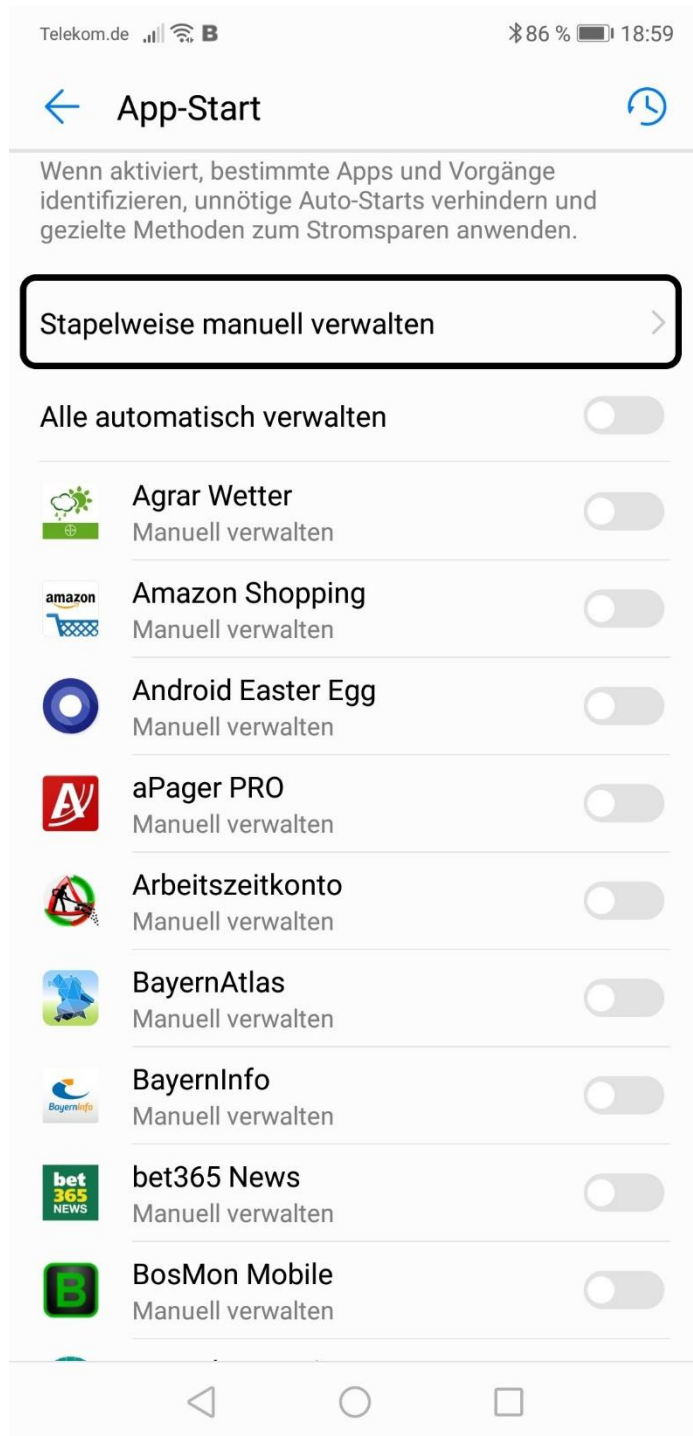 Telekom.de B 86 % 18:59
App-Start
Wenn aktiviert, bestimmte Apps und Vorgänge
identifizieren, unnötige Auto-Starts verhindern und
gezielte Methoden zum Stromsparen anwenden.
Stapelweise manuell verwalten
Alle automatisch verwalten
Agrar Wetter
Manuell verwalten
amazon
Amazon Shopping
Manuell verwalten
Android Easter Egg
Manuell verwalten
aPager PRO
Manuell verwalten
Arbeitszeitkonto
Manuell verwalten
BayernAtlas
Manuell verwalten
BayernInfo
BayernInfo
Manuell verwalten
bet
365
NEWS
bet365 News
Manuell verwalten
B
BosMon Mobile
Manuell verwalten